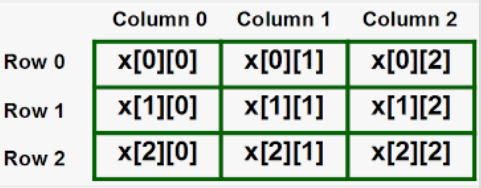 Column 0 Column 1 Column 2
Row 0 x[0][0] x[0][1] x[0][2]
Row 1 x[1][0] x[1][1] x[1][2]
Row 2 x[2][0] x[2][1] x[2][2]